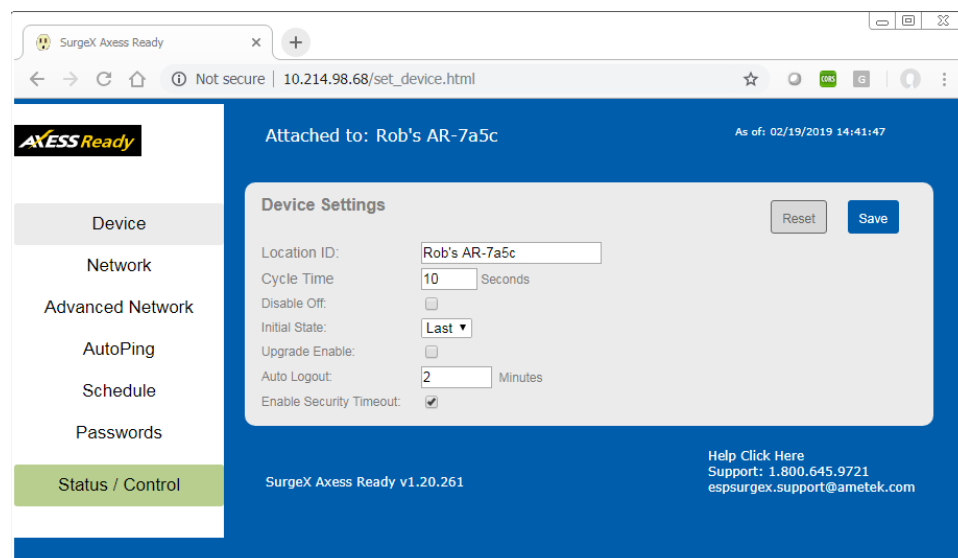 SurgeX Axess Ready
Not secure | 10.214.98.68/set_device.html
CORS
G
AXESS Ready
Attached to: Rob's AR-7a5c
As of: 02/19/2019 14:41:47
Device
Network
Advanced Network
AutoPing
Schedule
Passwords
Status / Control
Device Settings
Reset
Save
Location ID: Rob's AR-7a5c
Cycle Time 10 Seconds
Disable Off:
Initial State: Last
Upgrade Enable:
Auto Logout: 2 Minutes
Enable Security Timeout:
SurgeX Axess Ready v1.20.261
Help Click Here
Support: 1.800.645.9721
espsurgex.support@ametek.com